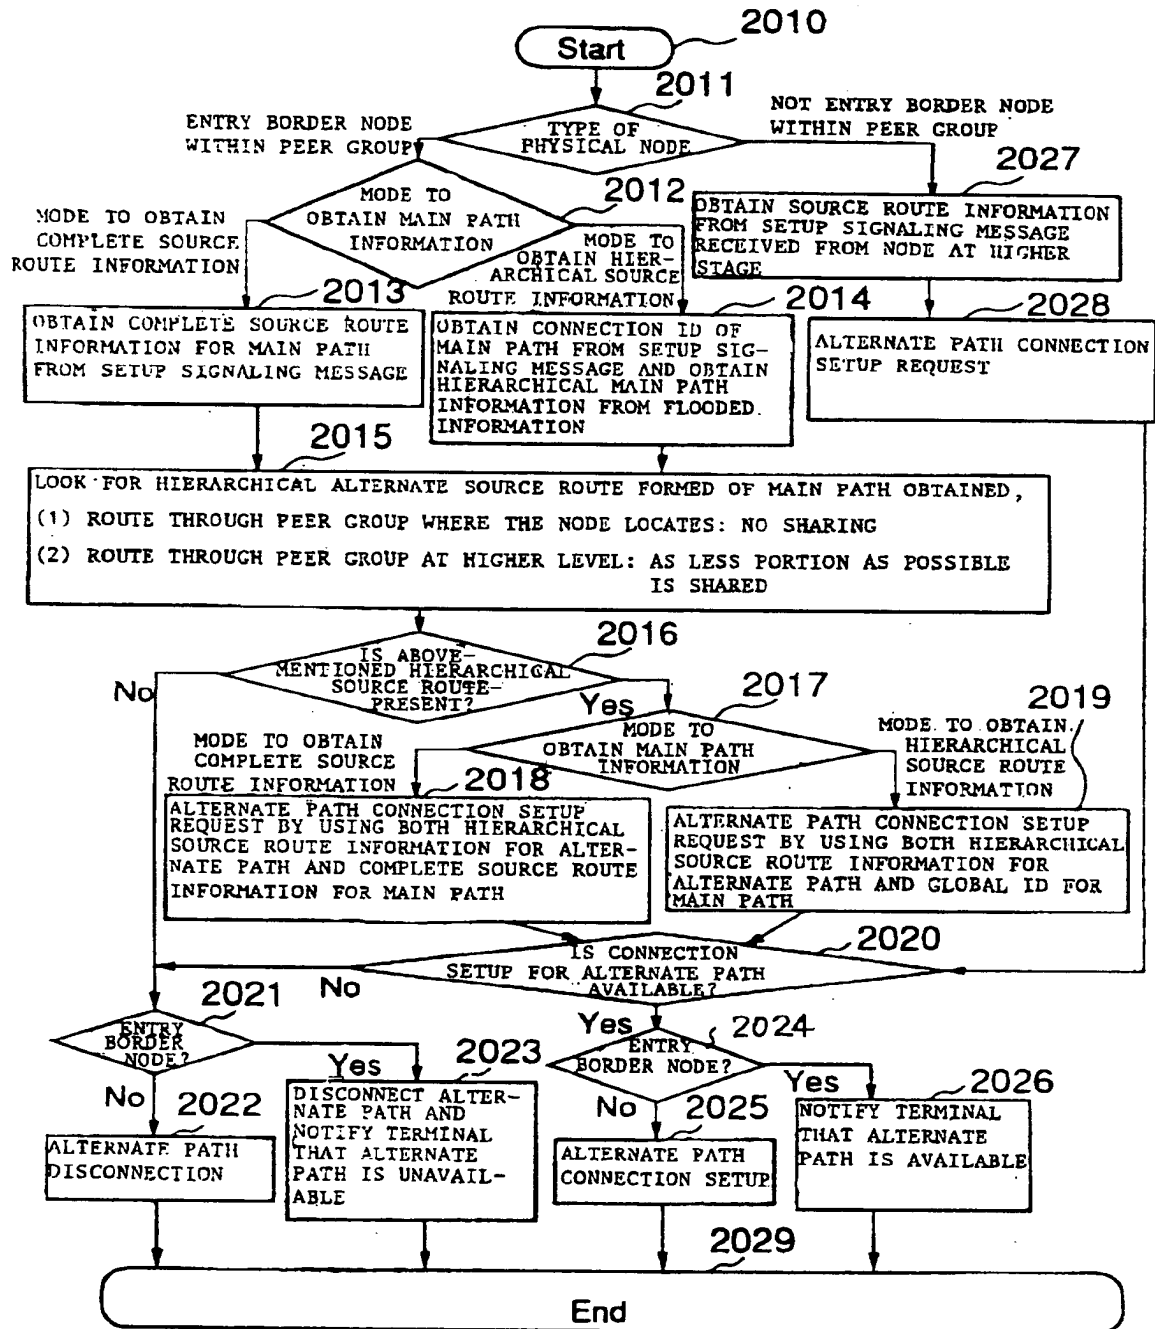 2010
Start
2011
ENTRY BORDER NODE
WITHIN PEER GROUP
TYPE OF
PHYSICAL NODE
NOT ENTRY BORDER NODE
WITHIN PEER GROUP
2012
MODE TO
OBTAIN MAIN PATH
INFORMATION
2027
OBTAIN SOURCE ROUTE INFORMATION
FROM SETUP SIGNALING MESSAGE
RECEIVED FROM NODE AT HIGHER
STAGE
MODE TO OBTAIN
COMPLETE SOURCE
ROUTE INFORMATION
MODE TO
OBTAIN HIER-
ARCHICAL SOURCE
ROUTE INFORMATION
2013
OBTAIN COMPLETE SOURCE ROUTE
INFORMATION FOR MAIN PATH
FROM SETUP SIGNALING MESSAGE
2014
OBTAIN CONNECTION ID OF
MAIN PATH FROM SETUP SIG-
NALING MESSAGE AND OBTAIN
HIERARCHICAL MAIN PATH
INFORMATION FROM FLOODED
INFORMATION
2028
ALTERNATE PATH CONNECTION
SETUP REQUEST
2015
LOOK FOR HIERARCHICAL ALTERNATE SOURCE ROUTE FORMED OF MAIN PATH OBTAINED,
(1) ROUTE THROUGH PEER GROUP WHERE THE NODE LOCATES: NO SHARING
(2) ROUTE THROUGH PEER GROUP AT HIGHER LEVEL: AS LESS PORTION AS POSSIBLE
IS SHARED
2016
IS ABOVE-
MENTIONED HIERARCHICAL
SOURCE ROUTE-
PRESENT?
No
Yes
2017
MODE TO
OBTAIN MAIN PATH
INFORMATION
MODE TO OBTAIN
COMPLETE SOURCE
ROUTE INFORMATION
2019
MODE TO OBTAIN
HIERARCHICAL
SOURCE ROUTE
INFORMATION
2018
ALTERNATE PATH CONNECTION SETUP
REQUEST BY USING BOTH HIERARCHICAL
SOURCE ROUTE INFORMATION FOR ALTER-
NATE PATH AND COMPLETE SOURCE ROUTE
INFORMATION FOR MAIN PATH
ALTERNATE PATH CONNECTION SETUP
REQUEST BY USING BOTH HIERARCHICAL
SOURCE ROUTE INFORMATION FOR
ALTERNATE PATH AND GLOBAL ID FOR
MAIN PATH
2020
IS CONNECTION
SETUP FOR ALTERNATE PATH
AVAILABLE?
No
Yes
2021
ENTRY
BORDER
NODE?
No
Yes
2024
ENTRY
BORDER NODE?
No
Yes
2022
ALTERNATE PATH
DISCONNECTION
2023
DISCONNECT ALTER-
NATE PATH AND
NOTIFY TERMINAL
THAT ALTERNATE
PATH IS UNAVAIL-
ABLE
2025
ALTERNATE PATH
CONNECTION SETUP
2026
NOTIFY TERMINAL
THAT ALTERNATE
PATH IS AVAILABLE
2029
End